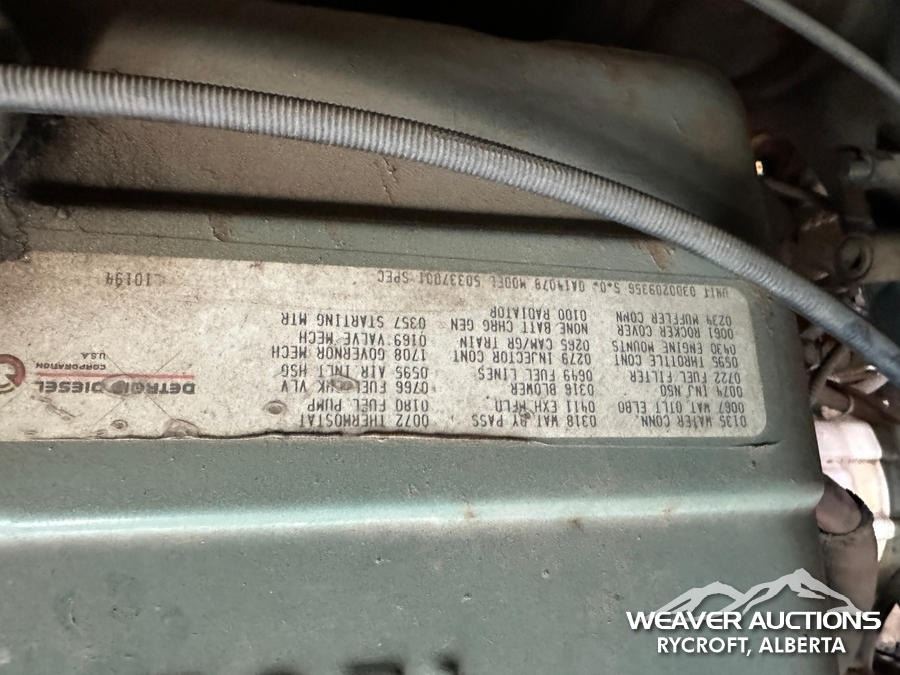 0135 WATER CONN 0318 WAT BY PASS 0072 THERMOSTAT
0067 WAT OTLT ELBO 0411 EXH MFLD 0180 FUEL PUMP
0074 INJ N50 0316 BLOWER 0766 FUEL VLV
0722 FUEL FILTER 0649 FUEL LINES 0595 AIR INLT HSG
0595 THROTTLE CONT 0279 INJECTOR CONT 1708 GOVERNOR MECH
0430 ENGINE MOUNTS 0265 CAM/GR TRAIN 0169 VALVE MECH
0061 ROCKER COVER NONE BATT CHRG GEN 0357 STARTING MTR
0234 MUFFLER CONN 0100 RADIATOR
UNIT 03D0209356 S.O. 0A14078 MODEL 50337001 SPEC 10194
DETROIT DIESEL
CORPORATION
U.S.A.
WEAVER AUCTIONS
RYCROFT, ALBERTA